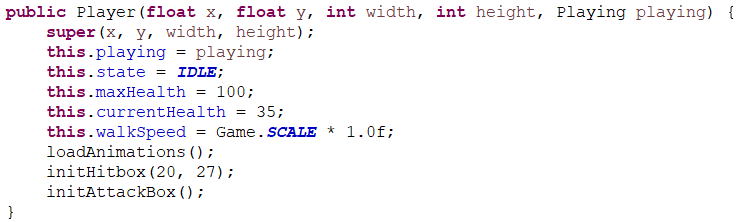 public Player(float x, float y, int width, int height, Playing playing) {
    super(x, y, width, height);
    this.playing = playing;
    this.state = IDLE;
    this.maxHealth = 100;
    this.currentHealth = 35;
    this.walkSpeed = Game.SCALE * 1.0f;
    loadAnimations();
    initHitbox(20, 27);
    initAttackBox();
}